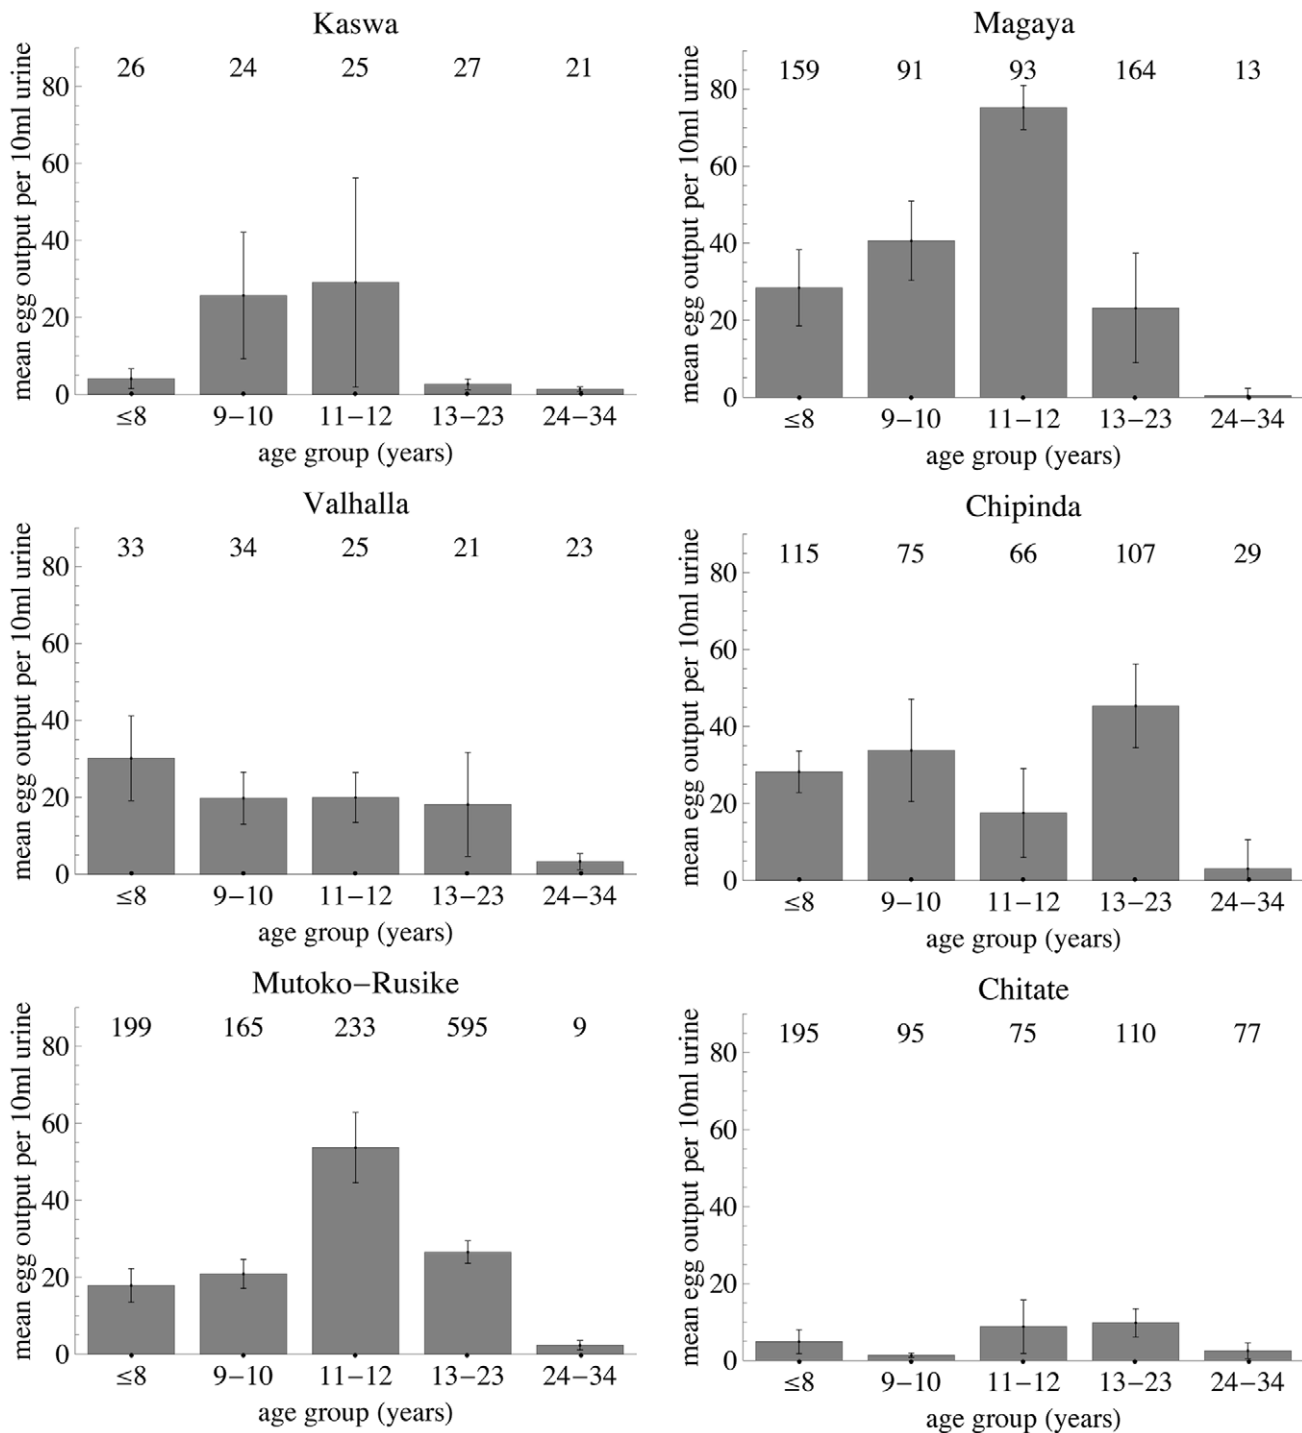 Kaswa
mean egg output per 10ml urine
26 24 25 27 21
80
60
40
20
0
≤8 9−10 11−12 13−23 24−34
age group (years)
Magaya
mean egg output per 10ml urine
159 91 93 164 13
80
60
40
20
0
≤8 9−10 11−12 13−23 24−34
age group (years)
Valhalla
mean egg output per 10ml urine
33 34 25 21 23
80
60
40
20
0
≤8 9−10 11−12 13−23 24−34
age group (years)
Chipinda
mean egg output per 10ml urine
115 75 66 107 29
80
60
40
20
0
≤8 9−10 11−12 13−23 24−34
age group (years)
Mutoko−Rusike
mean egg output per 10ml urine
199 165 233 595 9
80
60
40
20
0
≤8 9−10 11−12 13−23 24−34
age group (years)
Chitate
mean egg output per 10ml urine
195 95 75 110 77
80
60
40
20
0
≤8 9−10 11−12 13−23 24−34
age group (years)